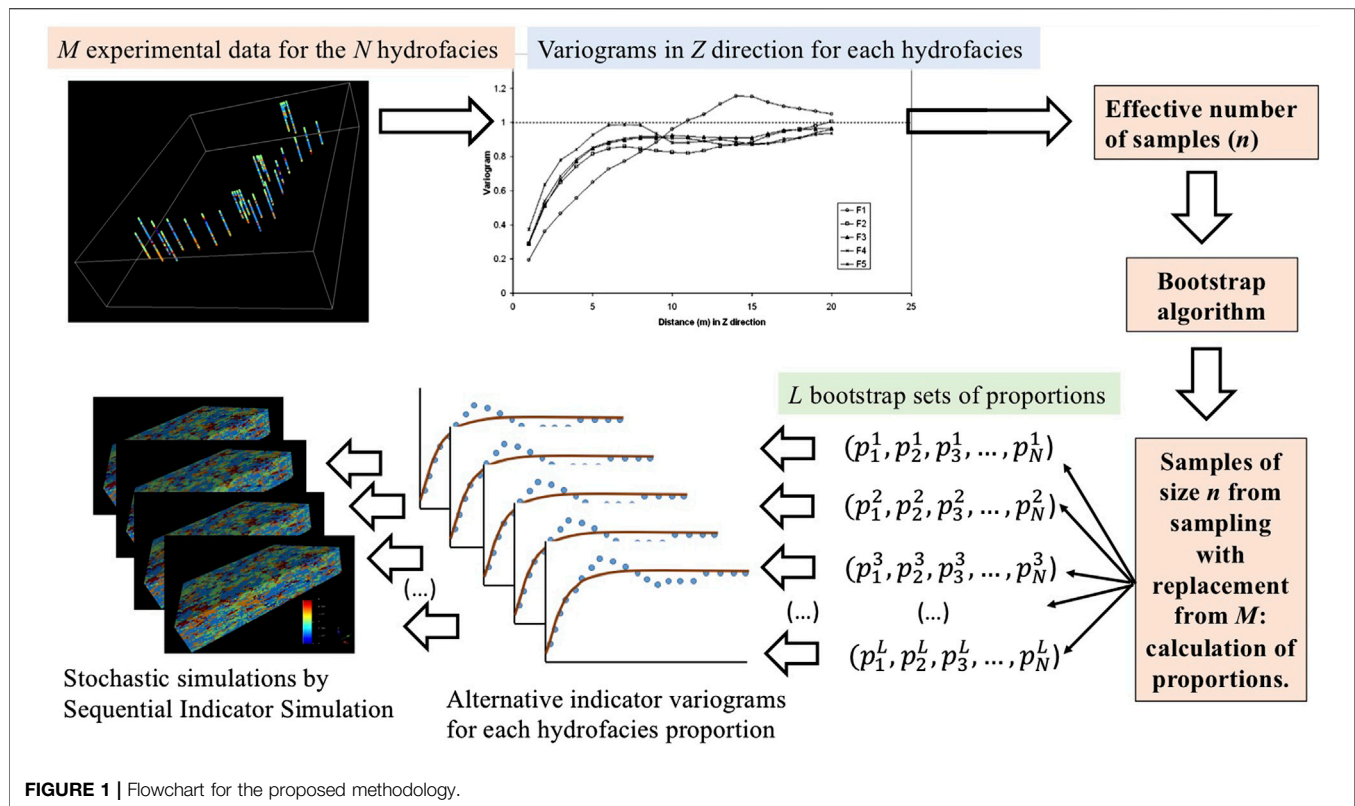 M experimental data for the N hydrofacies
Variograms in Z direction for each hydrofacies
1.2
1
0.8
0.6
0.4
0.2
0
Variogram
0
5
10
15
20
25
Distance (m) in Z direction
F1
F2
F3
F4
F5
Effective number
of samples (n)
Bootstrap
algorithm
Samples of
size n from
sampling
with
replacement
from M:
calculation of
proportions.
L bootstrap sets of proportions
(p₁¹, p₂¹, p₃¹, … , p_N¹)
(p₁², p₂², p₃², … , p_N²)
(p₁³, p₂³, p₃³, … , p_N³)
(...) (...)
(p₁ᴸ, p₂ᴸ, p₃ᴸ, … , p_Nᴸ)
Alternative indicator variograms
for each hydrofacies proportion
(...)
Stochastic simulations by
Sequential Indicator Simulation
FIGURE 1 | Flowchart for the proposed methodology.